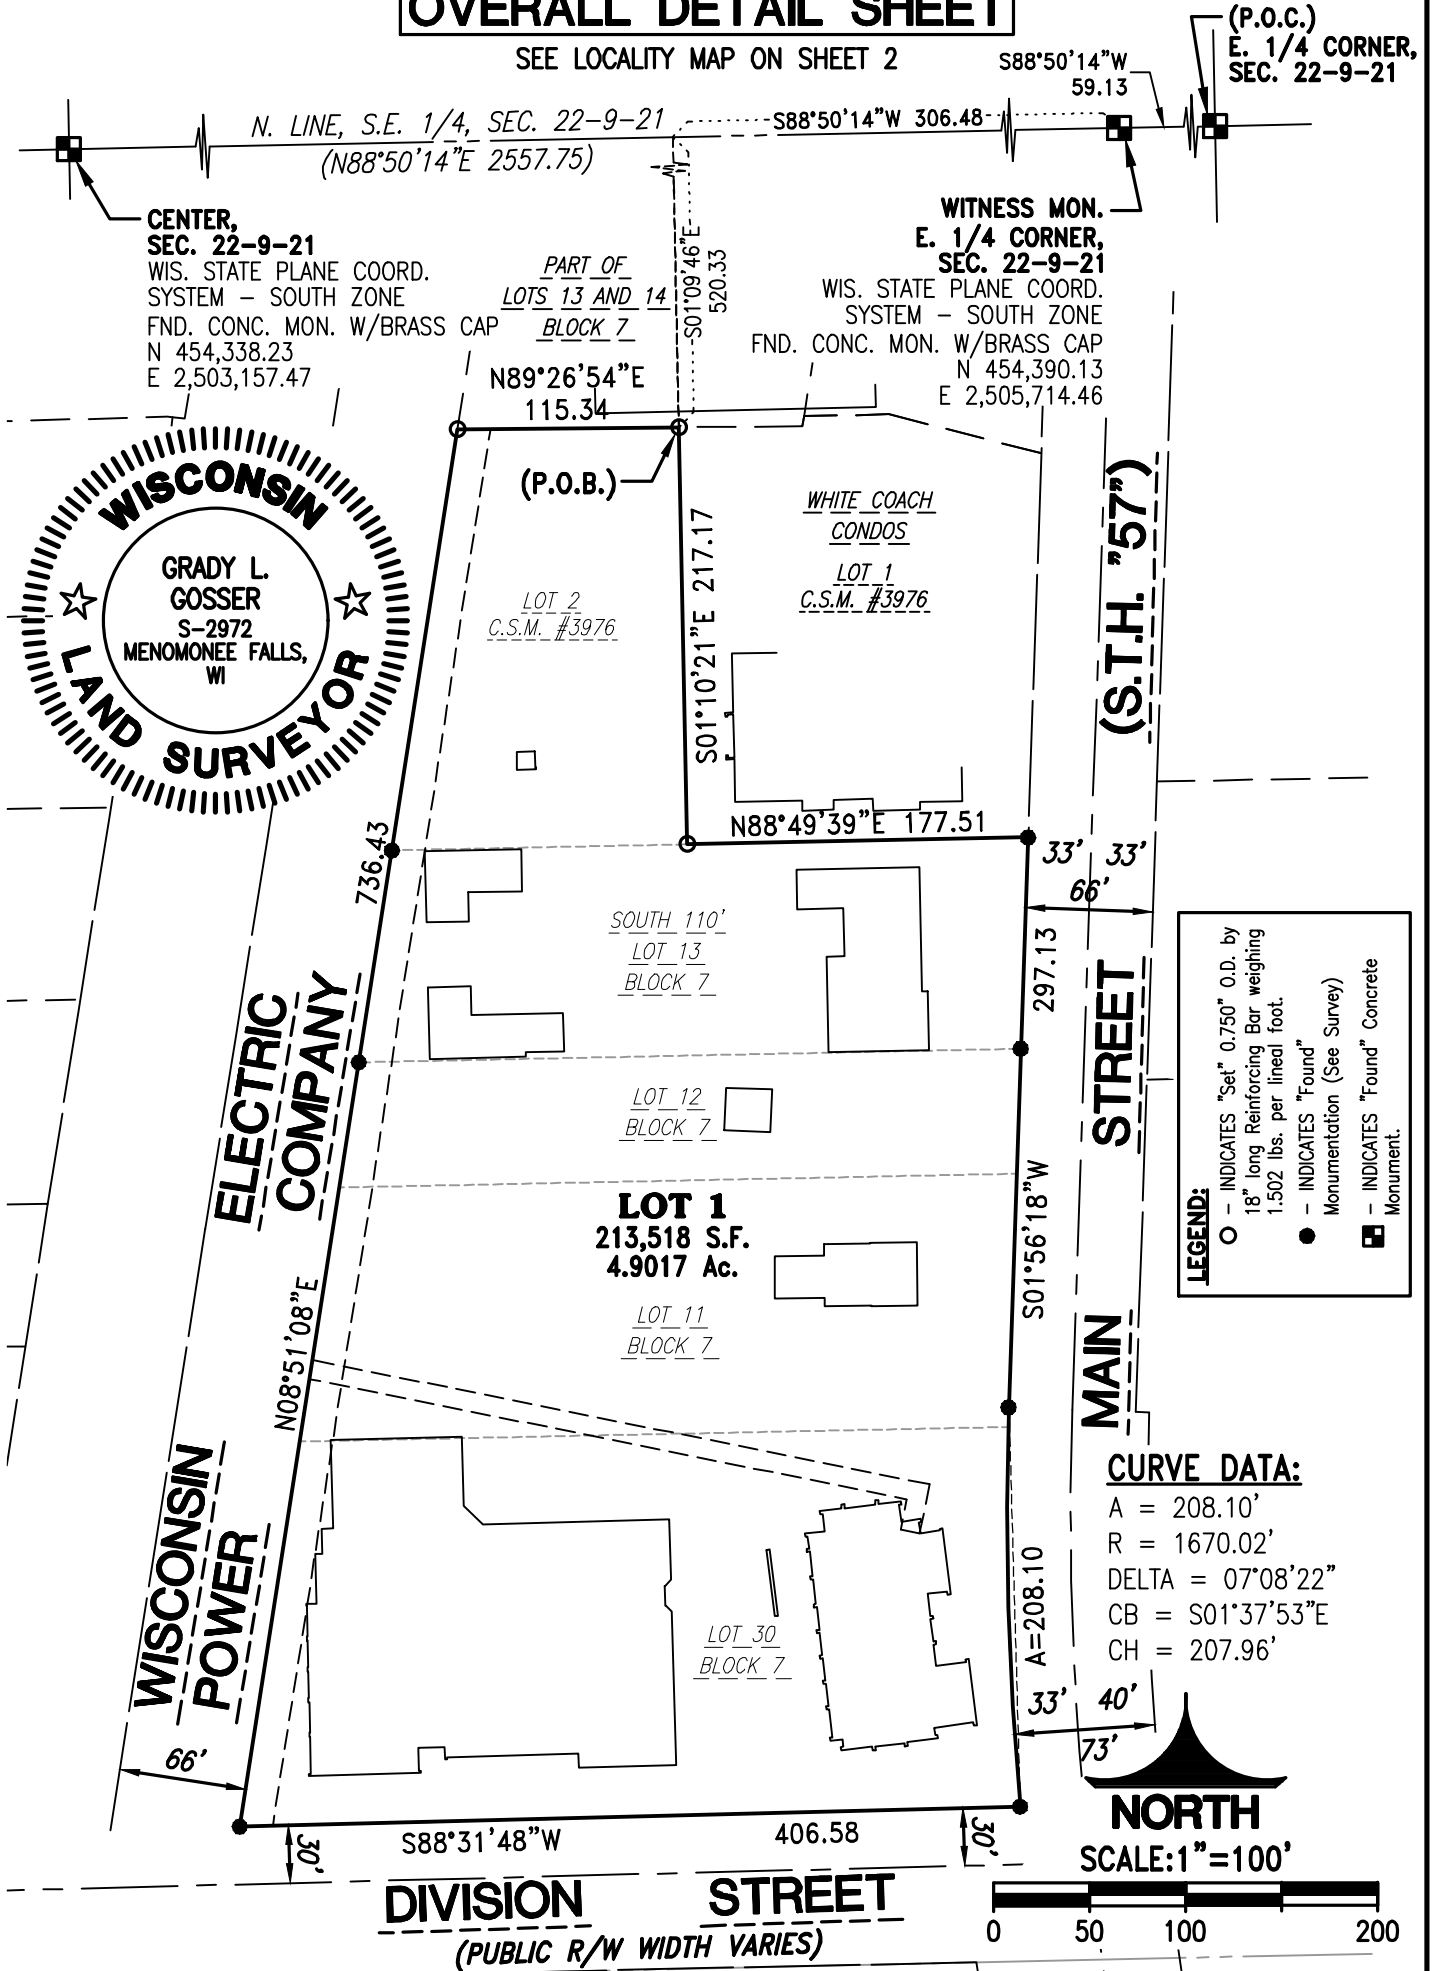 OVERALL DETAIL SHEET
SEE LOCALITY MAP ON SHEET 2
(P.O.C.)
E. 1/4 CORNER,
SEC. 22-9-21
S88°50'14"W
59.13
N. LINE, S.E. 1/4, SEC. 22-9-21
(N88°50'14"E 2557.75)
S88°50'14"W 306.48
CENTER,
SEC. 22-9-21
WIS. STATE PLANE COORD.
SYSTEM – SOUTH ZONE
FND. CONC. MON. W/BRASS CAP
N 454,338.23
E 2,503,157.47
PART OF
LOTS 13 AND 14
BLOCK 7
S01°09'46"E
520.33
WITNESS MON.
E. 1/4 CORNER,
SEC. 22-9-21
WIS. STATE PLANE COORD.
SYSTEM – SOUTH ZONE
FND. CONC. MON. W/BRASS CAP
N 454,390.13
E 2,505,714.46
N89°26'54"E
115.34
(P.O.B.)
WISCONSIN
GRADY L.
GOSSER
S-2972
MENOMONEE FALLS,
WI
LAND SURVEYOR
LOT 2
C.S.M. #3976
S01°10'21"E 217.17
WHITE COACH
CONDOS
LOT 1
C.S.M. #3976
(S.T.H. "57")
N88°49'39"E 177.51
736.43
33' 33'
66'
SOUTH 110'
LOT 13
BLOCK 7
297.13
ELECTRIC
COMPANY
STREET
LEGEND:
– INDICATES "Set" 0.750" O.D. by
18" long Reinforcing Bar weighing
1.502 lbs. per lineal foot.
– INDICATES "Found"
Monumentation (See Survey)
– INDICATES "Found" Concrete
Monument.
LOT 12
BLOCK 7
LOT 1
213,518 S.F.
4.9017 Ac.
S01°56'18"W
LOT 11
BLOCK 7
N08°51'08"E
MAIN
WISCONSIN
POWER
CURVE DATA:
A = 208.10'
R = 1670.02'
DELTA = 07°08'22"
CB = S01°37'53"E
CH = 207.96'
A=208.10
LOT 30
BLOCK 7
33' 40'
73'
66'
NORTH
SCALE:1"=100'
0 50 100 200
S88°31'48"W 406.58
30'
30'
DIVISION STREET
(PUBLIC R/W WIDTH VARIES)